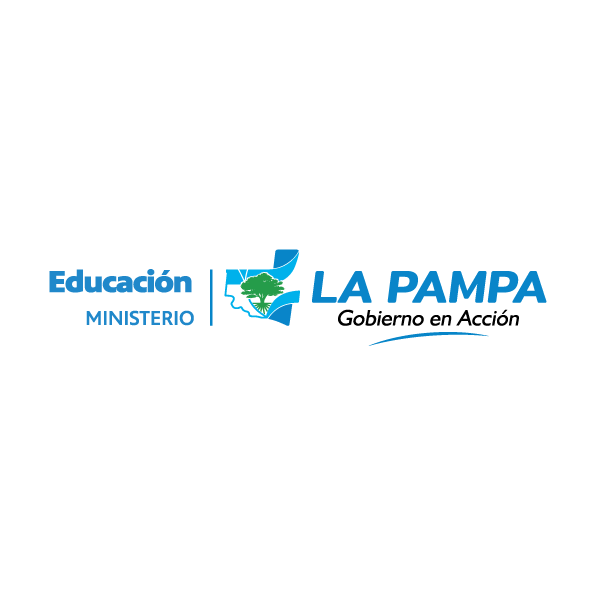 Educación
MINISTERIO
LA PAMPA
Gobierno en Acción